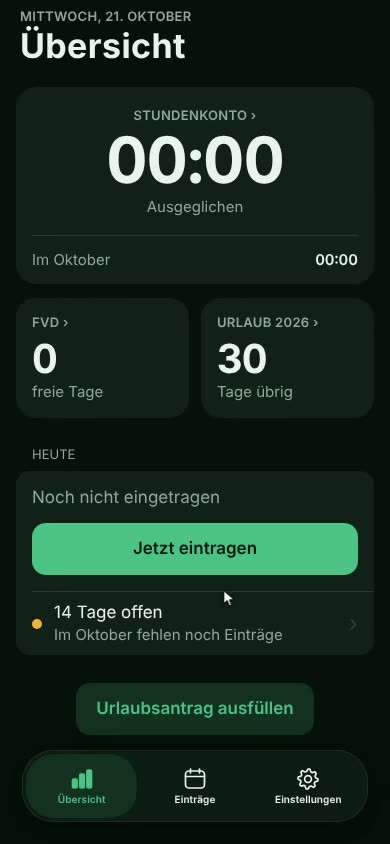 MITTWOCH, 21. OKTOBER
Übersicht
STUNDENKONTO ›
00:00
Ausgeglichen
Im Oktober 00:00
FVD ›
0
freie Tage
URLAUB 2026 ›
30
Tage übrig
HEUTE
Noch nicht eingetragen
Jetzt eintragen
14 Tage offen
Im Oktober fehlen noch Einträge
Urlaubsantrag ausfüllen
Übersicht Einträge Einstellungen